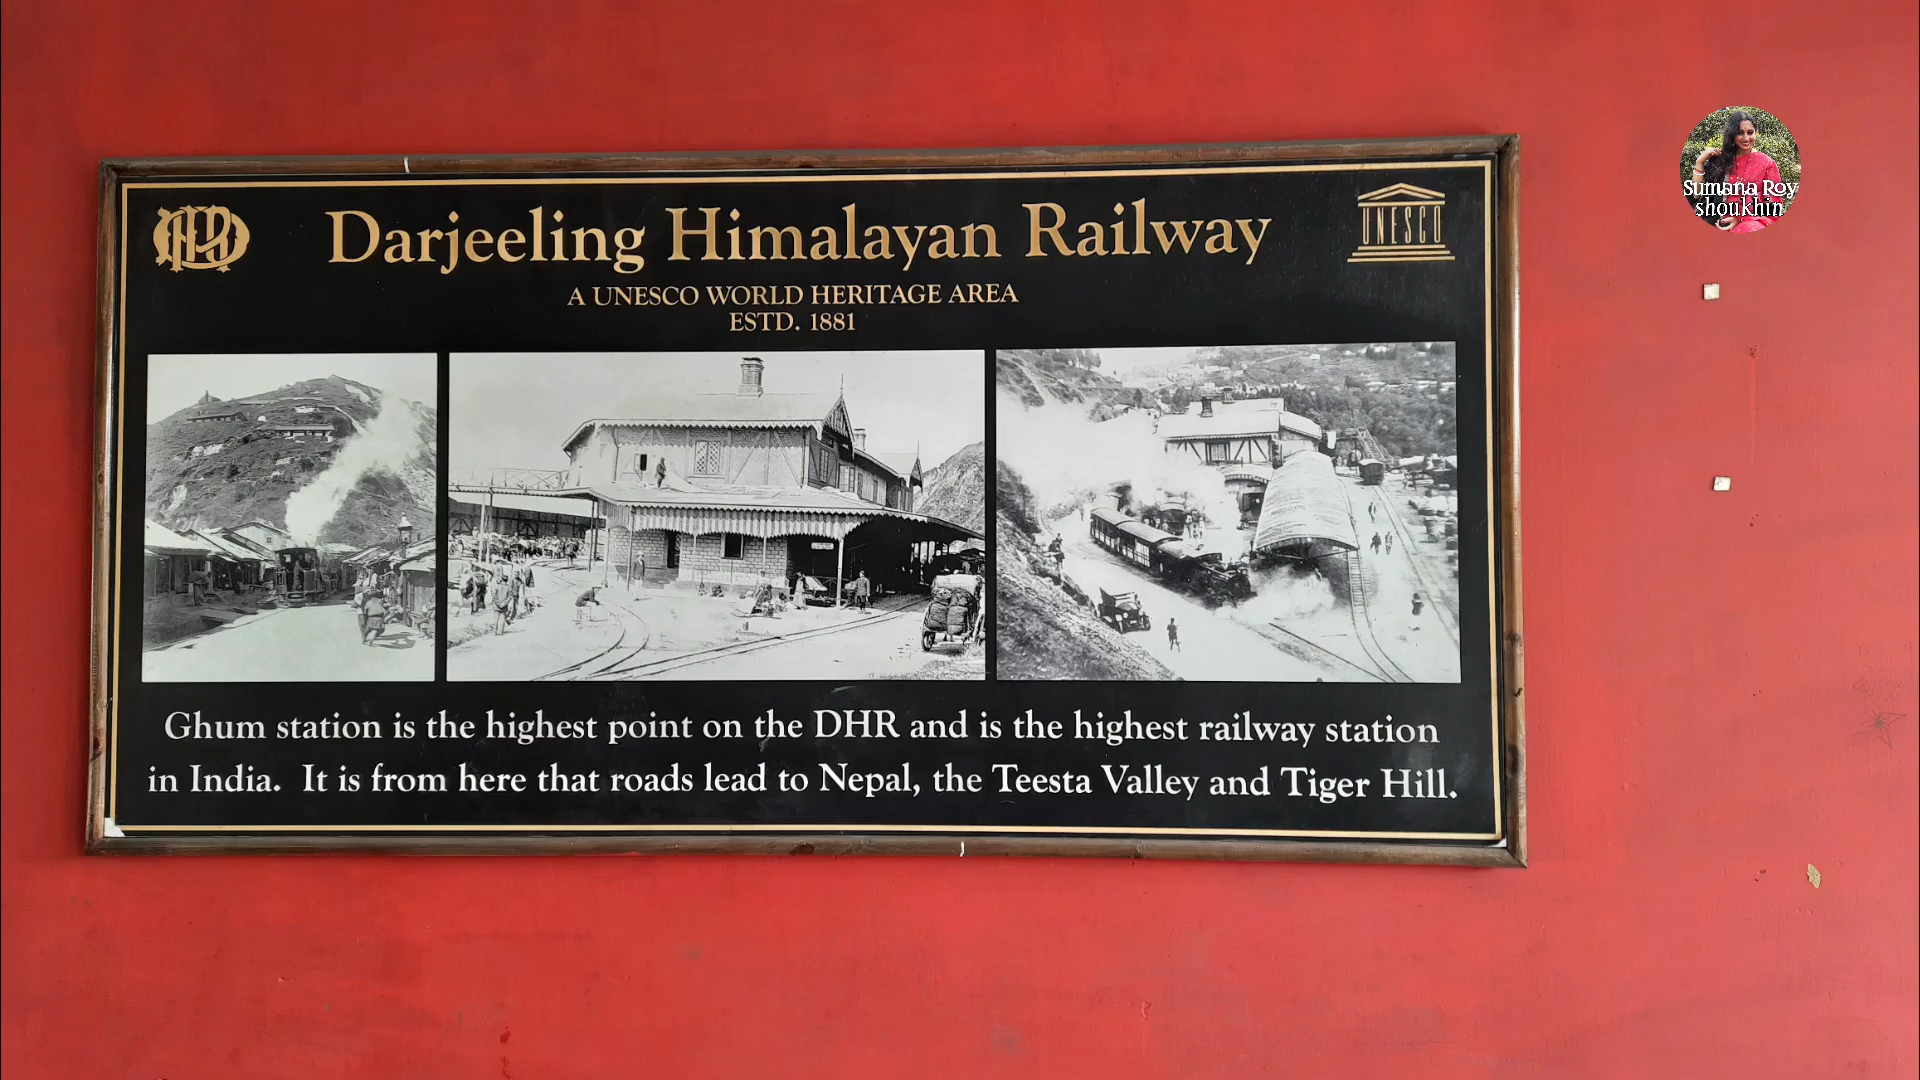 DHR
Darjeeling Himalayan Railway
UNESCO
A UNESCO WORLD HERITAGE AREA
ESTD. 1881
Ghum station is the highest point on the DHR and is the highest railway station
in India. It is from here that roads lead to Nepal, the Teesta Valley and Tiger Hill.
Sumana Roy
shoukhin